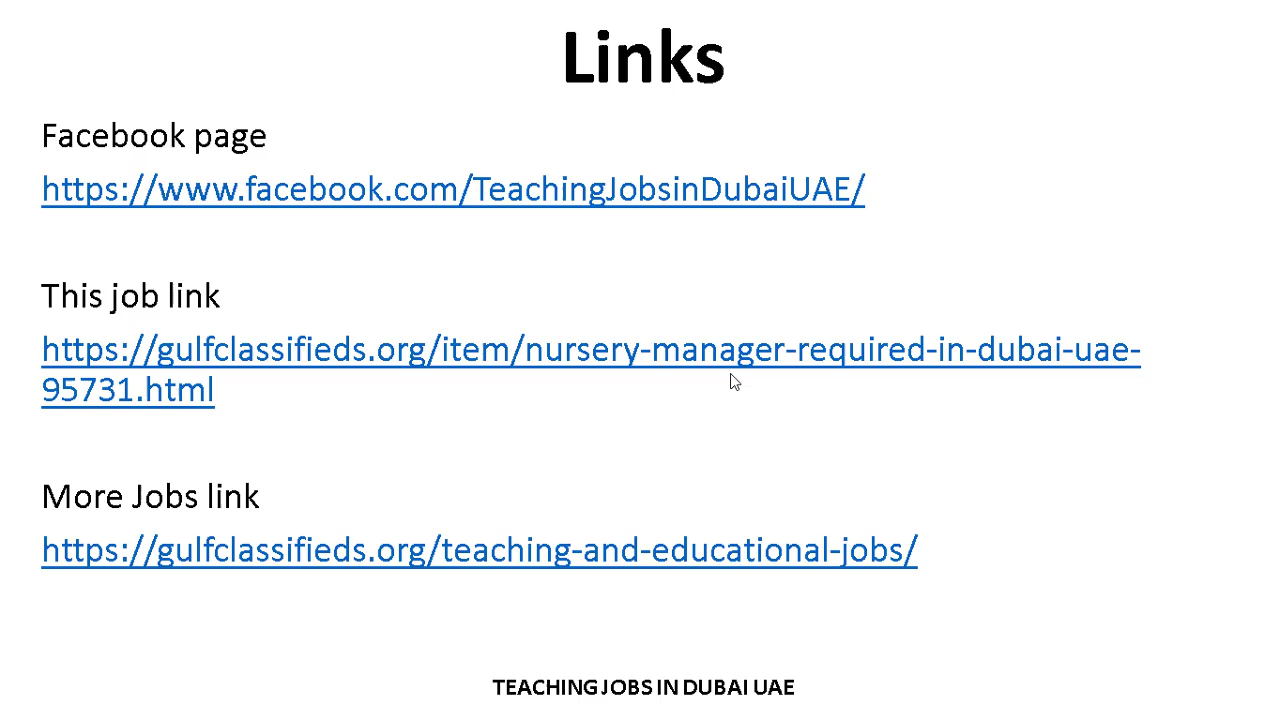 Links
Facebook page
https://www.facebook.com/TeachingJobsinDubaiUAE/
This job link
https://gulfclassifieds.org/item/nursery-manager-required-in-dubai-uae-
95731.html
More Jobs link
https://gulfclassifieds.org/teaching-and-educational-jobs/
TEACHING JOBS IN DUBAI UAE